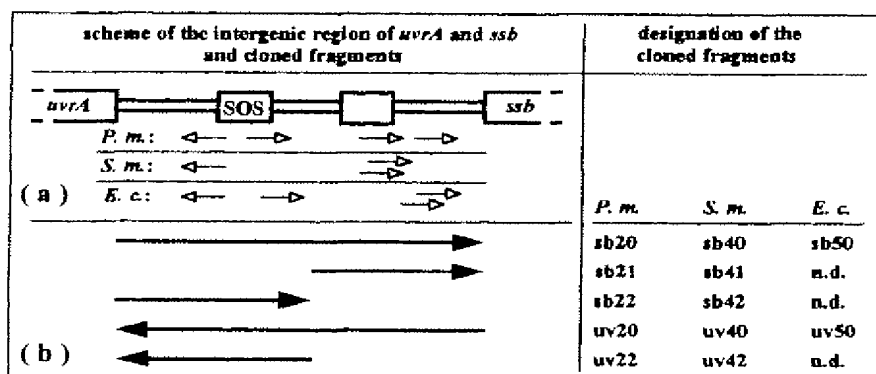 scheme of the intergenic region of uvrA and ssb
and cloned fragments
designation of the
cloned fragments
uvrA SOS ssb
P. m.:
S. m.:
( a ) E. c.:
P. m. S. m. E. c.
sb20 sb40 sb50
sb21 sb41 n.d.
sb22 sb42 n.d.
uv20 uv40 uv50
( b ) uv22 uv42 n.d.